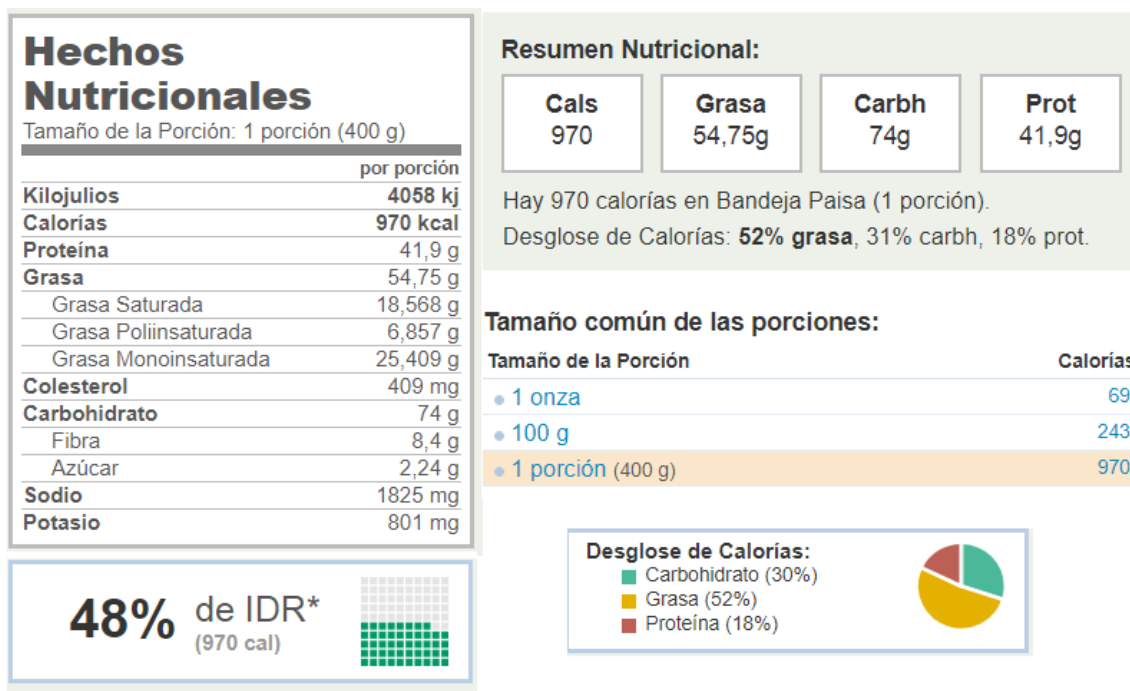 Hechos
Nutricionales
Tamaño de la Porción: 1 porción (400 g)
por porción
Kilojulios 4058 kj
Calorías 970 kcal
Proteína 41,9 g
Grasa 54,75 g
Grasa Saturada 18,568 g
Grasa Poliinsaturada 6,857 g
Grasa Monoinsaturada 25,409 g
Colesterol 409 mg
Carbohidrato 74 g
Fibra 8,4 g
Azúcar 2,24 g
Sodio 1825 mg
Potasio 801 mg
48% de IDR*
(970 cal)
Resumen Nutricional:
Cals Grasa Carbh Prot
970 54,75g 74g 41,9g
Hay 970 calorías en Bandeja Paisa (1 porción).
Desglose de Calorías: 52% grasa, 31% carbh, 18% prot.
Tamaño común de las porciones:
Tamaño de la Porción Calorías
1 onza 69
100 g 243
1 porción (400 g) 970
Desglose de Calorías:
Carbohidrato (30%)
Grasa (52%)
Proteína (18%)